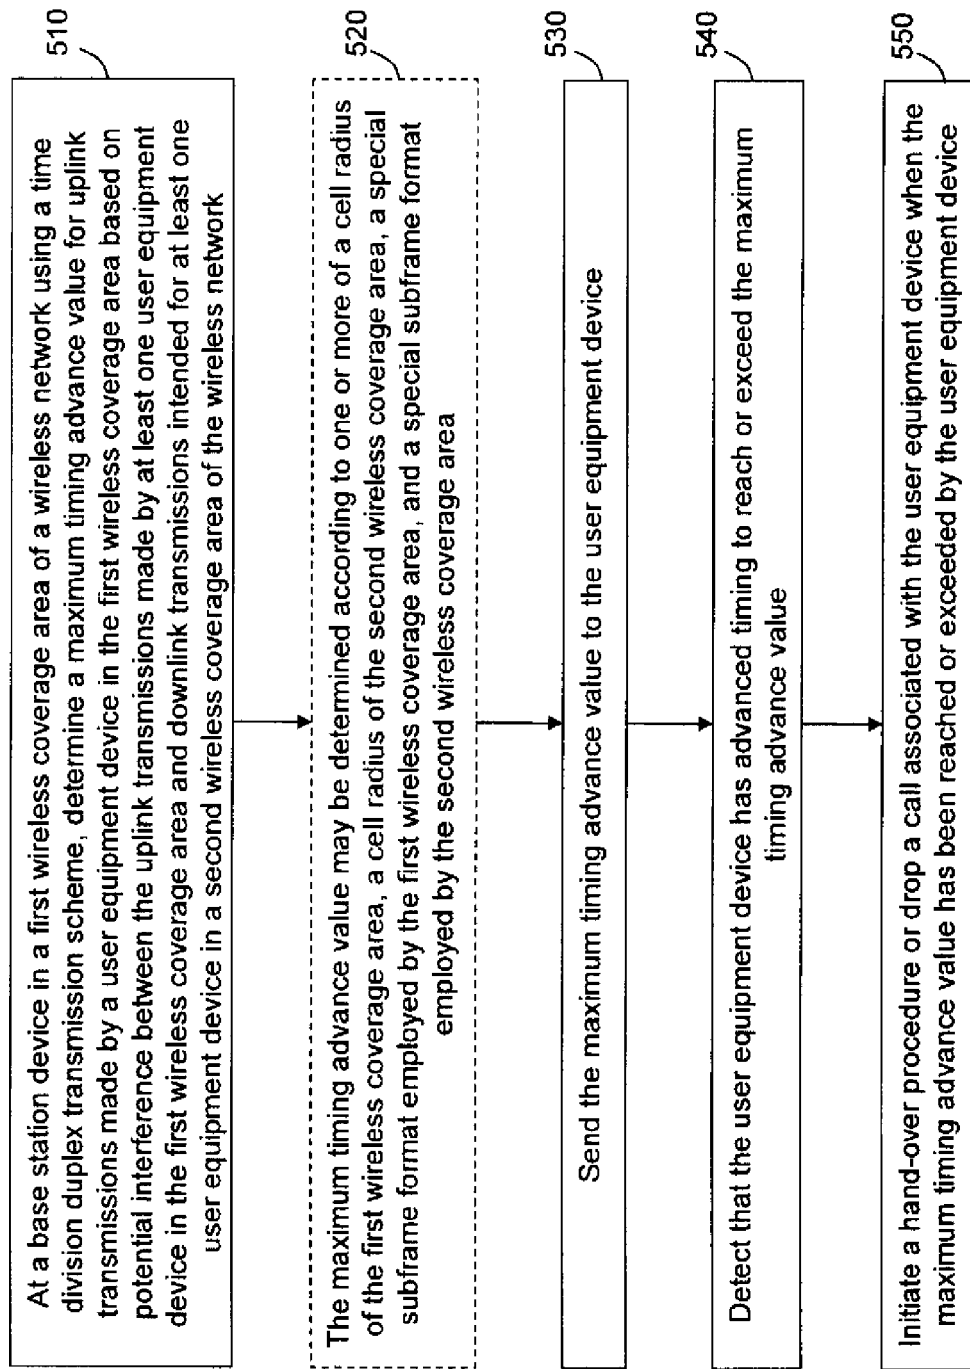 510
At a base station device in a first wireless coverage area of a wireless network using a time
division duplex transmission scheme, determine a maximum timing advance value for uplink
transmissions made by a user equipment device in the first wireless coverage area based on
potential interference between the uplink transmissions made by at least one user equipment
device in the first wireless coverage area and downlink transmissions intended for at least one
user equipment device in a second wireless coverage area of the wireless network
520
The maximum timing advance value may be determined according to one or more of a cell radius
of the first wireless coverage area, a cell radius of the second wireless coverage area, a special
subframe format employed by the first wireless coverage area, and a special subframe format
employed by the second wireless coverage area
530
Send the maximum timing advance value to the user equipment device
540
Detect that the user equipment device has advanced timing to reach or exceed the maximum
timing advance value
550
Initiate a hand-over procedure or drop a call associated with the user equipment device when the
maximum timing advance value has been reached or exceeded by the user equipment device